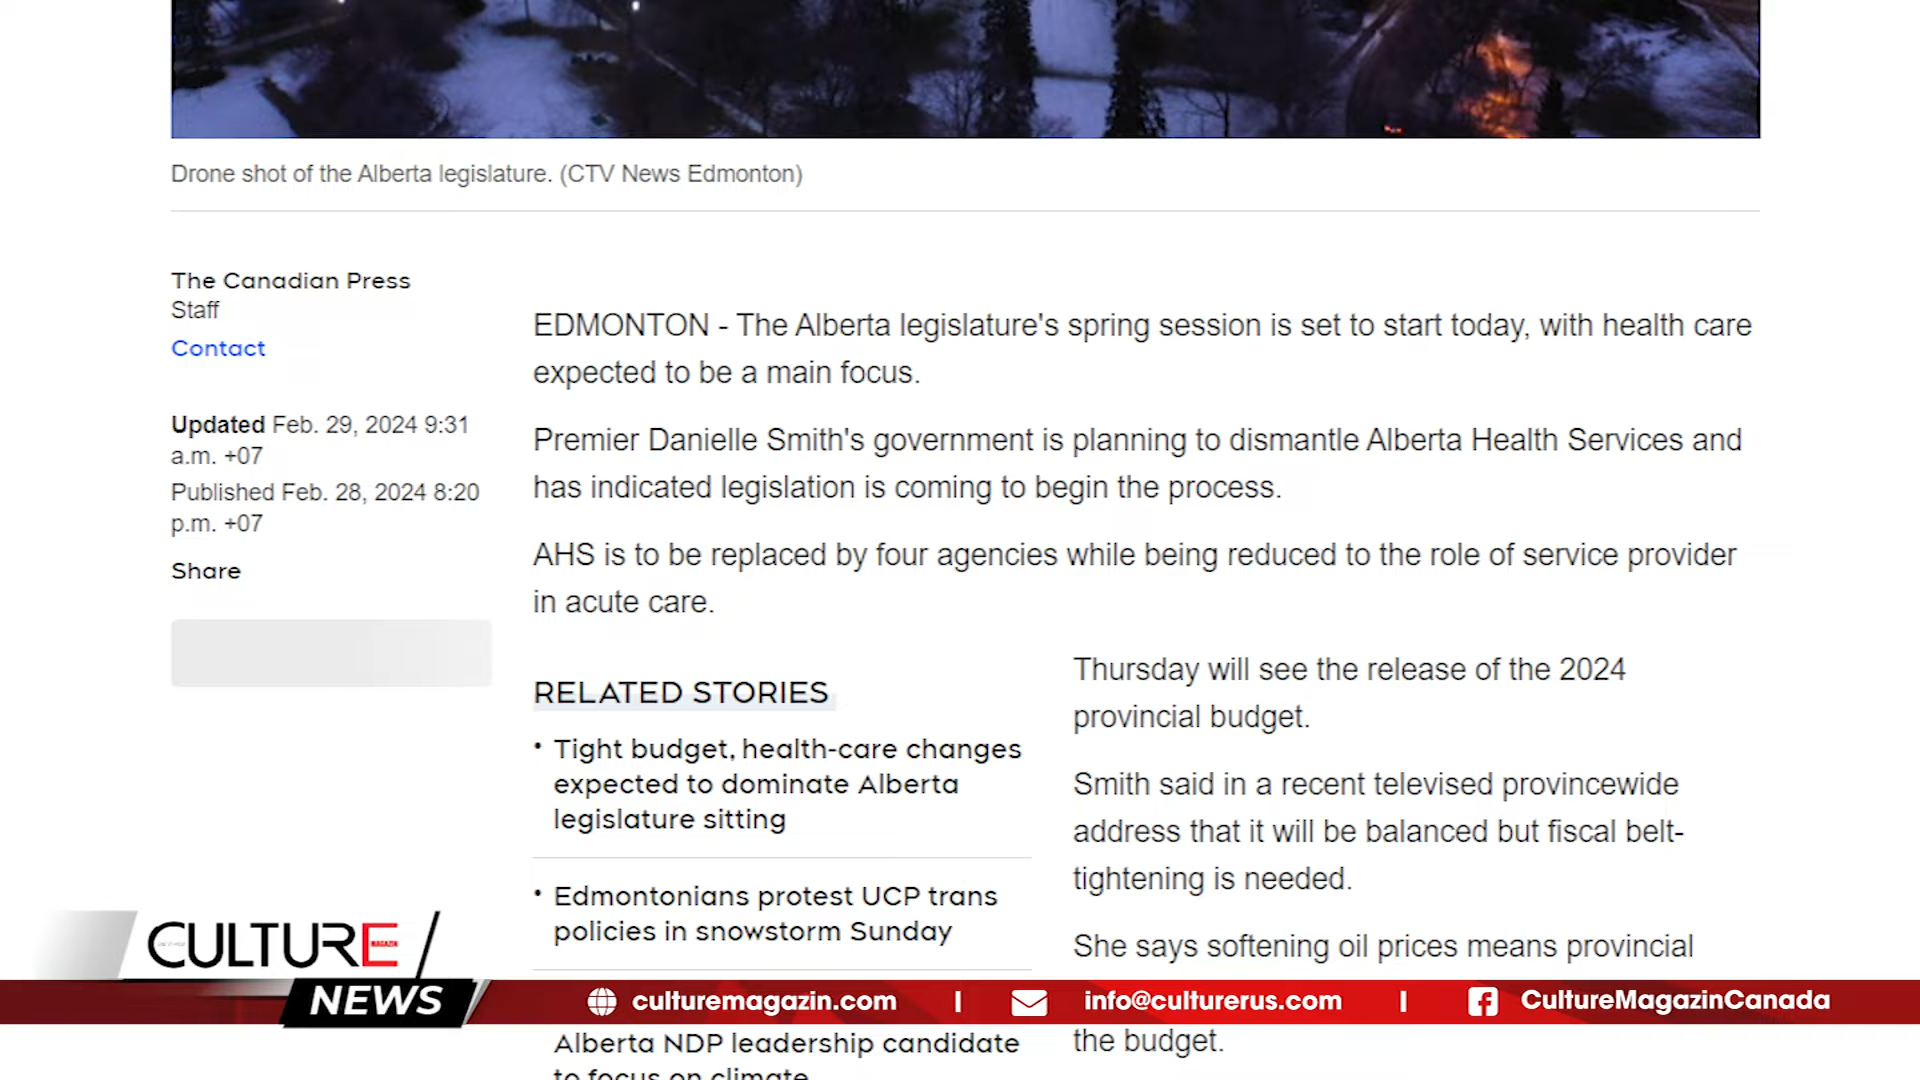 Drone shot of the Alberta legislature. (CTV News Edmonton)
The Canadian Press
Staff
Contact
Updated Feb. 29, 2024 9:31
a.m. +07
Published Feb. 28, 2024 8:20
p.m. +07
Share
EDMONTON - The Alberta legislature's spring session is set to start today, with health care
expected to be a main focus.
Premier Danielle Smith's government is planning to dismantle Alberta Health Services and
has indicated legislation is coming to begin the process.
AHS is to be replaced by four agencies while being reduced to the role of service provider
in acute care.
RELATED STORIES
• Tight budget, health-care changes
expected to dominate Alberta
legislature sitting
• Edmontonians protest UCP trans
policies in snowstorm Sunday
Alberta NDP leadership candidate
to focus on climate
Thursday will see the release of the 2024
provincial budget.
Smith said in a recent televised provincewide
address that it will be balanced but fiscal belt-
tightening is needed.
She says softening oil prices means provincial
the budget.
CULTURE
MAGAZIN
NEWS
culturemagazin.com | info@culturerus.com | CultureMagazinCanada